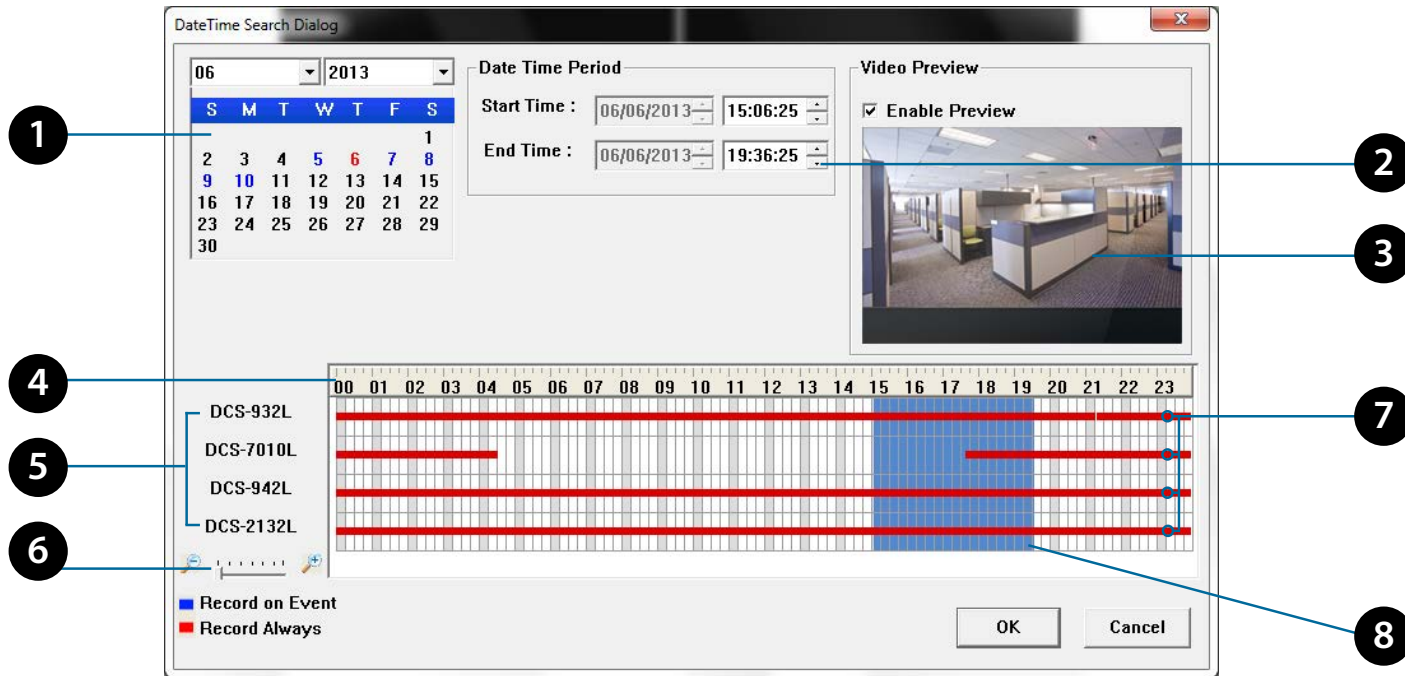 DateTime Search Dialog
x
06 2013
S M T W T F S
1
2 3 4 5 6 7 8
9 10 11 12 13 14 15
16 17 18 19 20 21 22
23 24 25 26 27 28 29
30
Date Time Period
Start Time : 06/06/2013 15:06:25
End Time : 06/06/2013 19:36:25
Video Preview
Enable Preview
1
2
3
4
00 01 02 03 04 05 06 07 08 09 10 11 12 13 14 15 16 17 18 19 20 21 22 23
5
DCS-932L
DCS-7010L
DCS-942L
DCS-2132L
7
6
Record on Event
Record Always
OK
Cancel
8